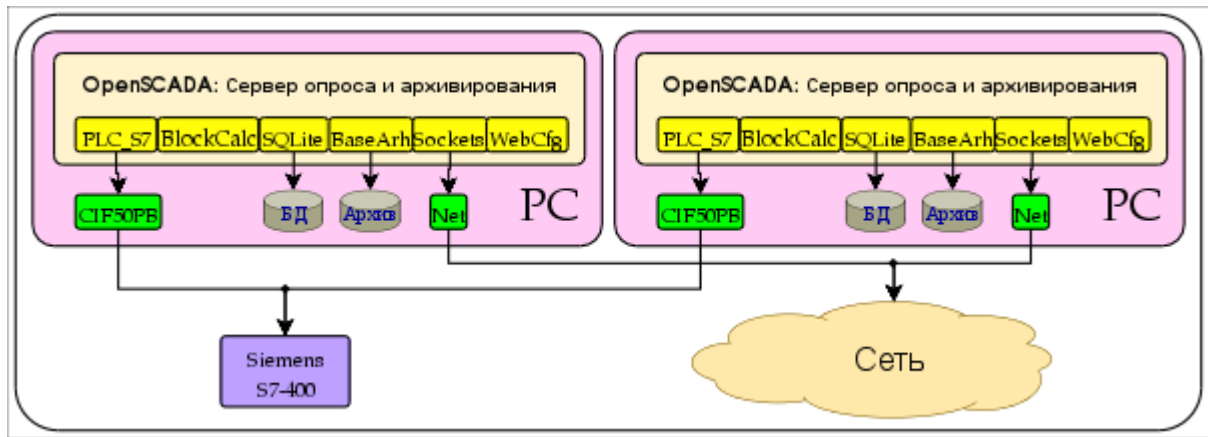 OpenSCADA: Сервер опроса и архивирования
PLC_S7 BlockCalc SQLite BaseArh Sockets WebCfg
CIF50PB БД Архив Net PC
OpenSCADA: Сервер опроса и архивирования
PLC_S7 BlockCalc SQLite BaseArh Sockets WebCfg
CIF50PB БД Архив Net PC
Siemens
S7-400
Сеть